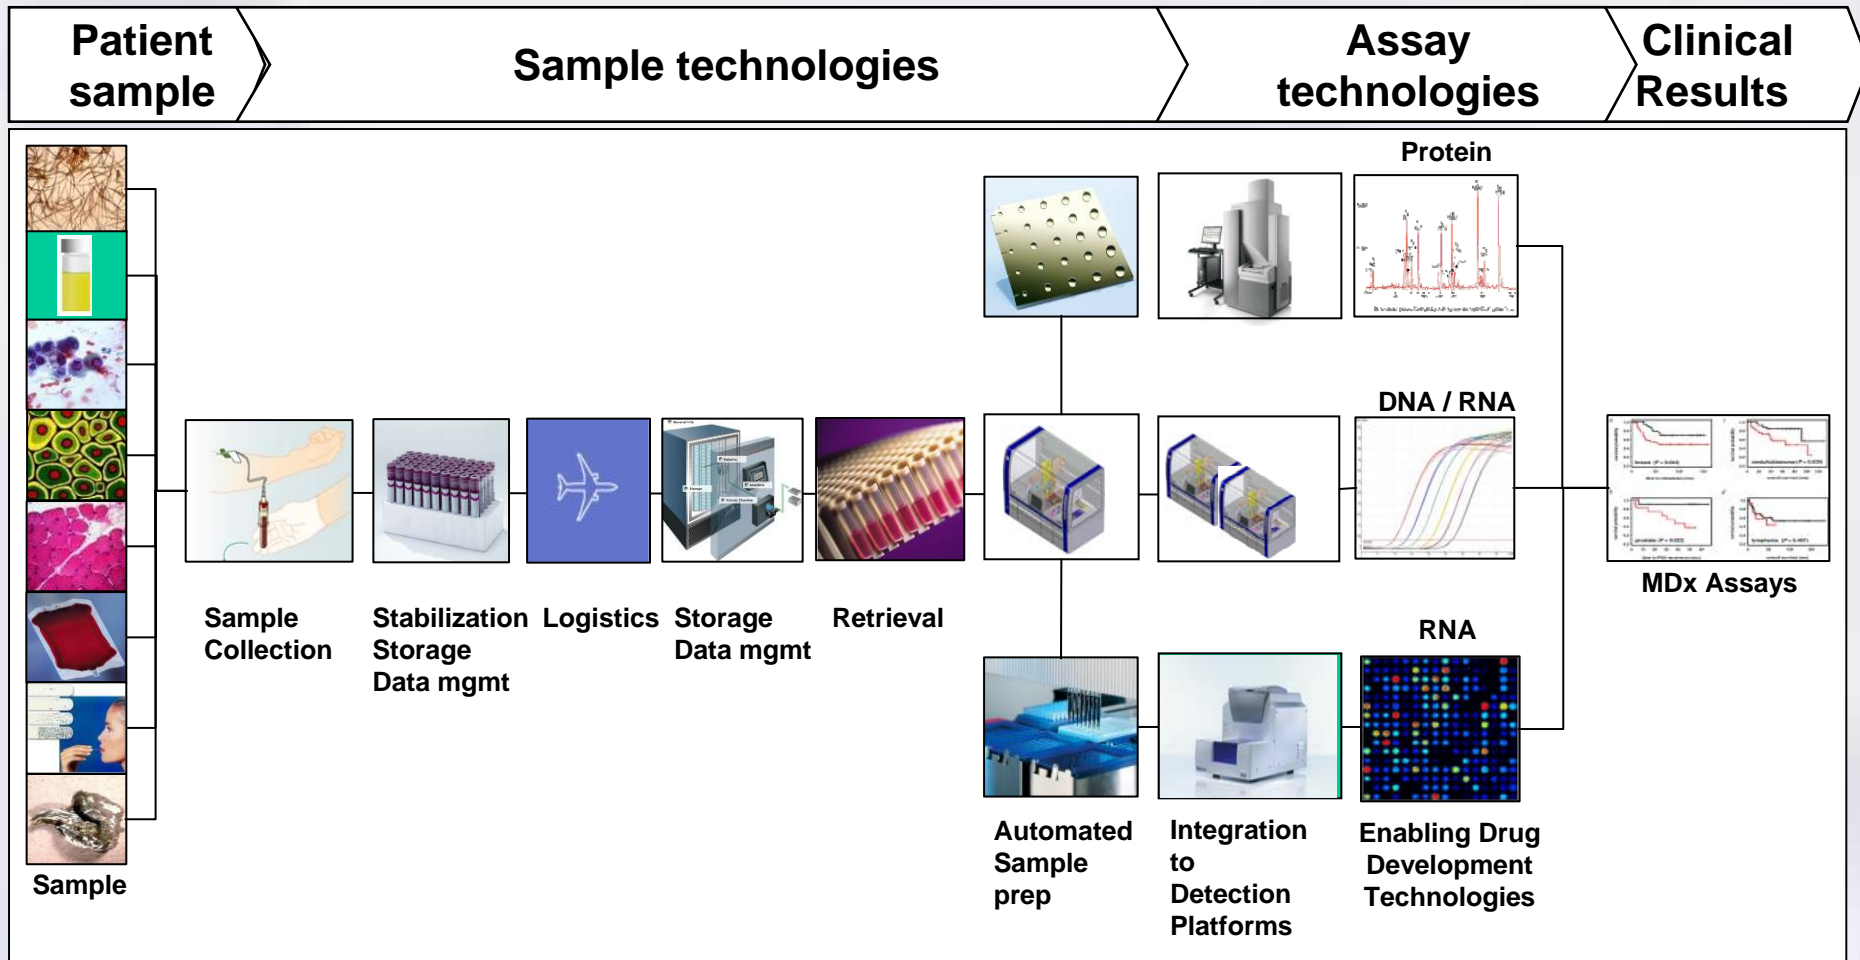 Patient
sample
Sample technologies
Assay
technologies
Clinical
Results
Protein
DNA / RNA
RNA
Sample
Sample
Collection
Stabilization
Storage
Data mgmt
Logistics
Storage
Data mgmt
Retrieval
Automated
Sample
prep
Integration
to
Detection
Platforms
Enabling Drug
Development
Technologies
MDx Assays